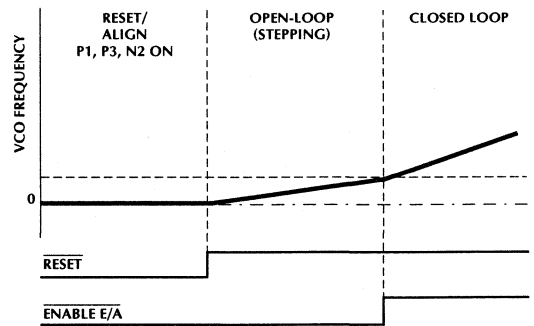 RESET/
ALIGN
P1, P3, N2 ON
OPEN-LOOP
(STEPPING)
CLOSED LOOP
VCO FREQUENCY
0
RESET
ENABLE E/A